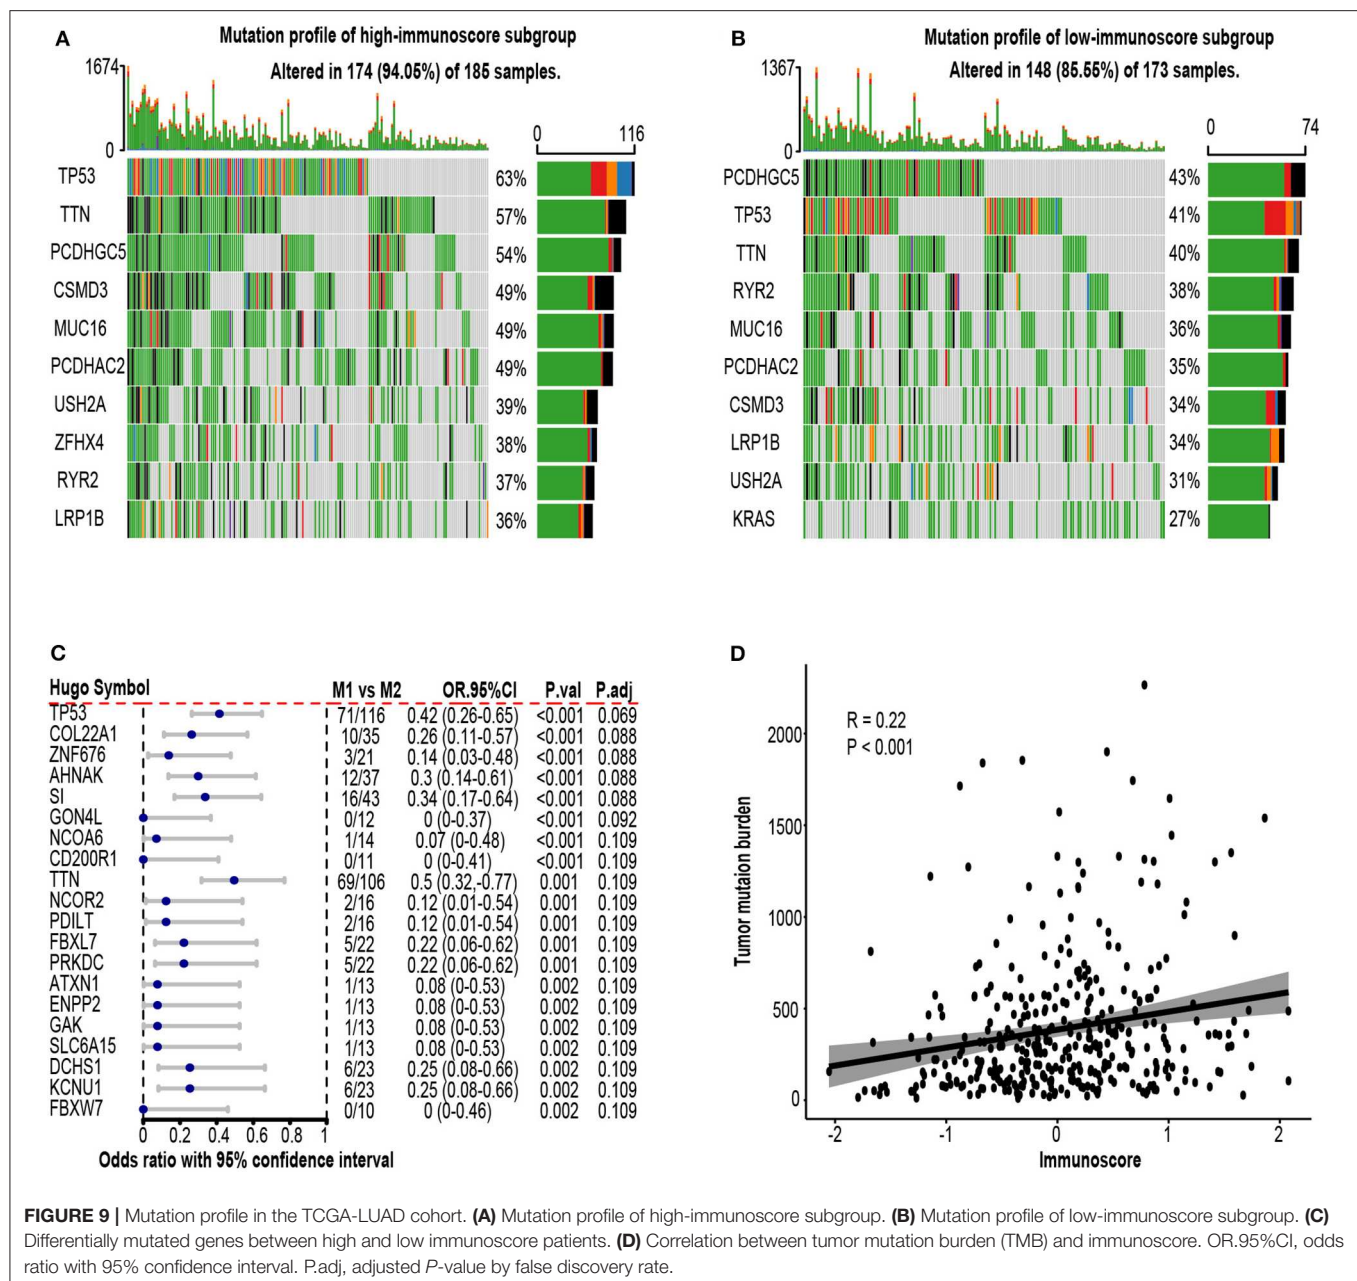 A
Mutation profile of high-immunoscore subgroup
Altered in 174 (94.05%) of 185 samples.
1674
0
0 116
TP53 63%
TTN 57%
PCDHGC5 54%
CSMD3 49%
MUC16 49%
PCDHAC2 49%
USH2A 39%
ZFHX4 38%
RYR2 37%
LRP1B 36%
B
Mutation profile of low-immunoscore subgroup
Altered in 148 (85.55%) of 173 samples.
1367
0
0 74
PCDHGC5 43%
TP53 41%
TTN 40%
RYR2 38%
MUC16 36%
PCDHAC2 35%
CSMD3 34%
LRP1B 34%
USH2A 31%
KRAS 27%
C
Hugo Symbol M1 vs M2 OR.95%CI P.val P.adj
TP53 71/116 0.42 (0.26-0.65) <0.001 0.069
COL22A1 10/35 0.26 (0.11-0.57) <0.001 0.088
ZNF676 3/21 0.14 (0.03-0.48) <0.001 0.088
AHNAK 12/37 0.3 (0.14-0.61) <0.001 0.088
SI 16/43 0.34 (0.17-0.64) <0.001 0.088
GON4L 0/12 0 (0-0.37) <0.001 0.092
NCOA6 1/14 0.07 (0-0.48) <0.001 0.109
CD200R1 0/11 0 (0-0.41) <0.001 0.109
TTN 69/106 0.5 (0.32,-0.77) 0.001 0.109
NCOR2 2/16 0.12 (0.01-0.54) 0.001 0.109
PDILT 2/16 0.12 (0.01-0.54) 0.001 0.109
FBXL7 5/22 0.22 (0.06-0.62) 0.001 0.109
PRKDC 5/22 0.22 (0.06-0.62) 0.001 0.109
ATXN1 1/13 0.08 (0-0.53) 0.002 0.109
ENPP2 1/13 0.08 (0-0.53) 0.002 0.109
GAK 1/13 0.08 (0-0.53) 0.002 0.109
SLC6A15 1/13 0.08 (0-0.53) 0.002 0.109
DCHS1 6/23 0.25 (0.08-0.66) 0.002 0.109
KCNU1 6/23 0.25 (0.08-0.66) 0.002 0.109
FBXW7 0/10 0 (0-0.46) 0.002 0.109
0 0.2 0.4 0.6 0.8 1
Odds ratio with 95% confidence interval
D
R = 0.22
P < 0.001
Tumor mutaion burden
2000
1500
1000
500
0
-2 -1 0 1 2
Immunoscore
FIGURE 9 | Mutation profile in the TCGA-LUAD cohort. (A) Mutation profile of high-immunoscore subgroup. (B) Mutation profile of low-immunoscore subgroup. (C)
Differentially mutated genes between high and low immunoscore patients. (D) Correlation between tumor mutation burden (TMB) and immunoscore. OR.95%CI, odds
ratio with 95% confidence interval. P.adj, adjusted P-value by false discovery rate.